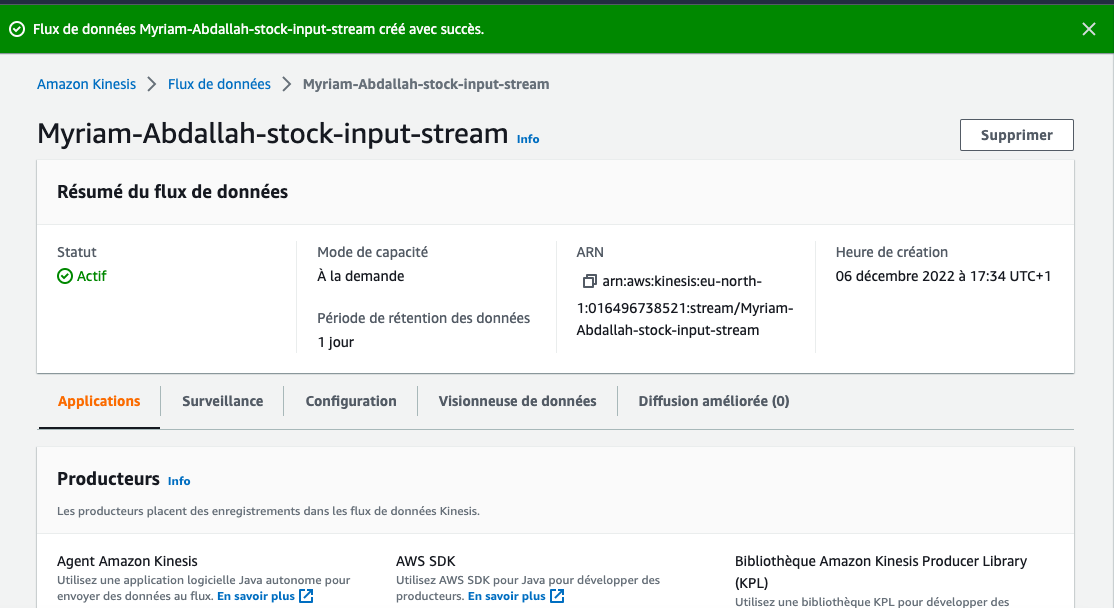 Flux de données Myriam-Abdallah-stock-input-stream créé avec succès.
Amazon Kinesis > Flux de données > Myriam-Abdallah-stock-input-stream
Myriam-Abdallah-stock-input-stream Info
Supprimer
Résumé du flux de données
Statut
Actif
Mode de capacité
À la demande
Période de rétention des données
1 jour
ARN
arn:aws:kinesis:eu-north-
1:016496738521:stream/Myriam-
Abdallah-stock-input-stream
Heure de création
06 décembre 2022 à 17:34 UTC+1
Applications
Surveillance
Configuration
Visionneuse de données
Diffusion améliorée (0)
Producteurs Info
Les producteurs placent des enregistrements dans les flux de données Kinesis.
Agent Amazon Kinesis
Utilisez une application logicielle Java autonome pour
envoyer des données au flux. En savoir plus
AWS SDK
Utilisez AWS SDK pour Java pour développer des
producteurs. En savoir plus
Bibliothèque Amazon Kinesis Producer Library
(KPL)
Utilisez une bibliothèque KPL pour développer des